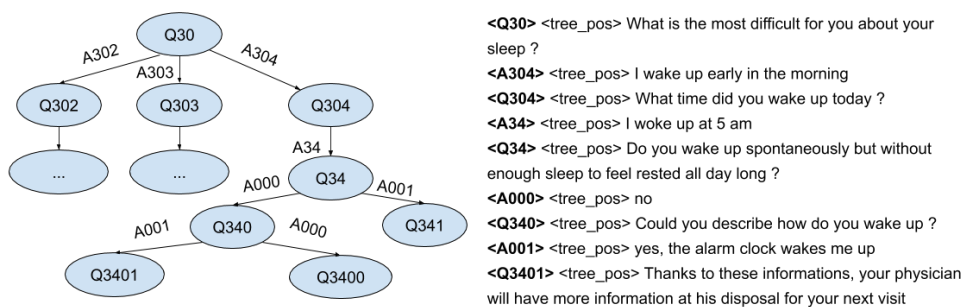 Q30
A302
A303
A304
Q302
Q303
Q304
A34
...
...
Q34
A000
A001
Q340
Q341
A001
A000
Q3401
Q3400
<Q30> <tree_pos> What is the most difficult for you about your
sleep ?
<A304> <tree_pos> I wake up early in the morning
<Q304> <tree_pos> What time did you wake up today ?
<A34> <tree_pos> I woke up at 5 am
<Q34> <tree_pos> Do you wake up spontaneously but without
enough sleep to feel rested all day long ?
<A000> <tree_pos> no
<Q340> <tree_pos> Could you describe how do you wake up ?
<A001> <tree_pos> yes, the alarm clock wakes me up
<Q3401> <tree_pos> Thanks to these informations, your physician
will have more information at his disposal for your next visit